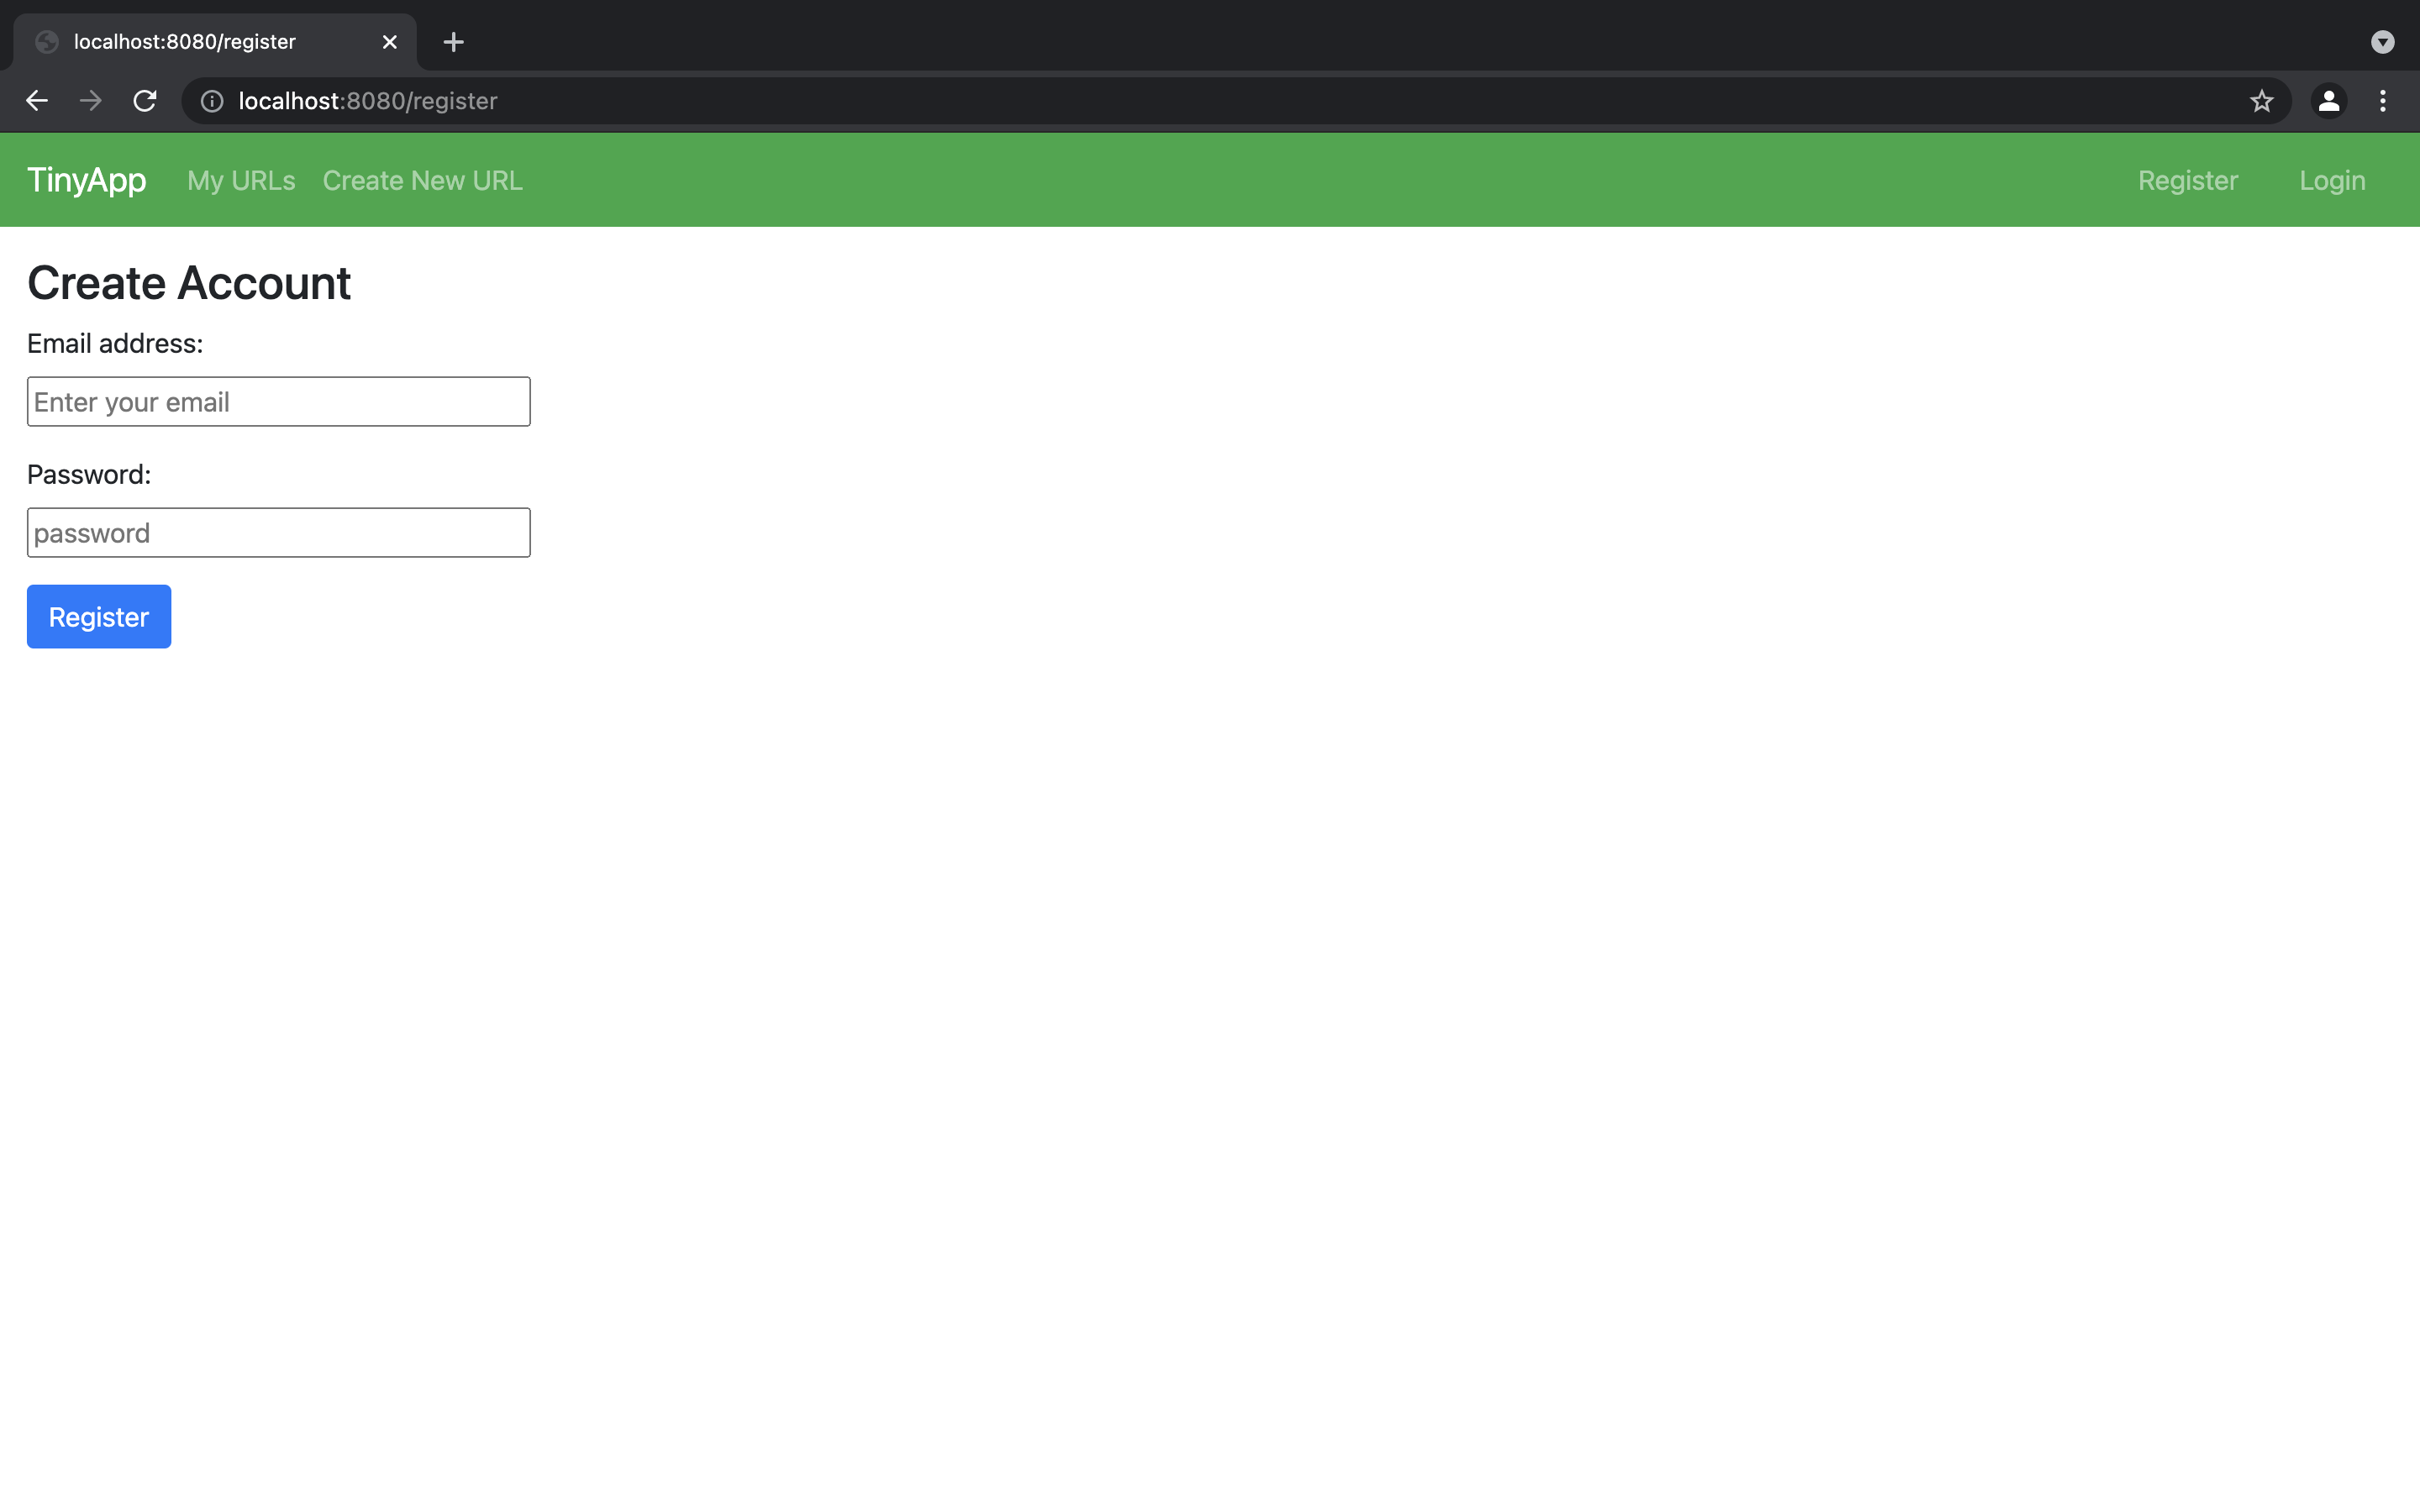 localhost:8080/register
localhost:8080/register
TinyApp My URLs Create New URL Register Login
Create Account
Email address:
Enter your email
Password:
password
Register